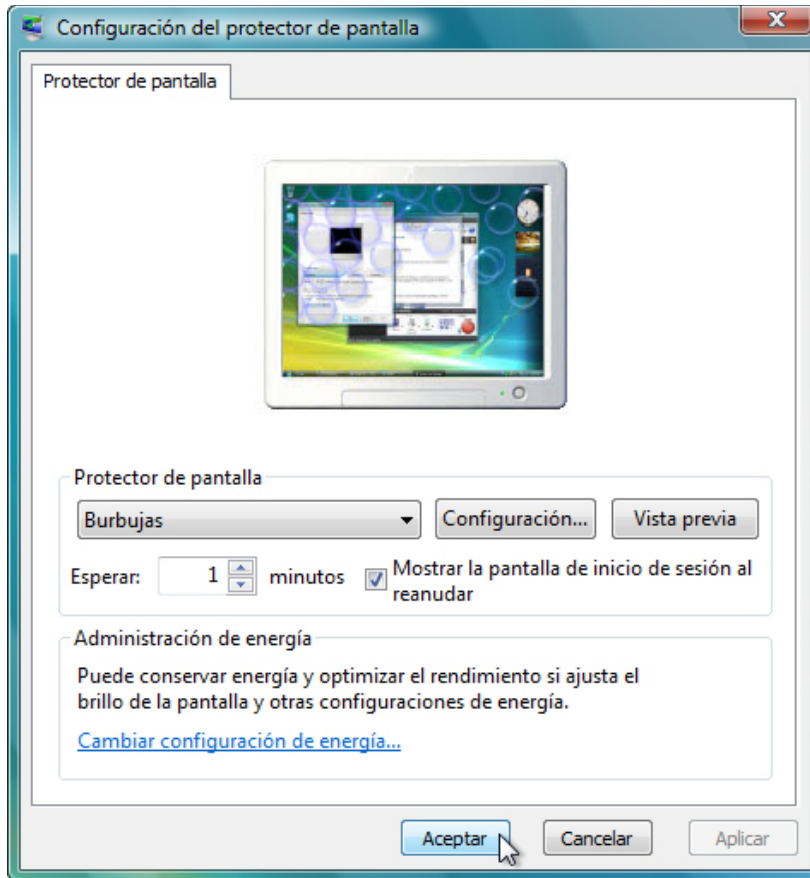 Configuración del protector de pantalla
Protector de pantalla
Protector de pantalla
Burbujas
Configuración...
Vista previa
Esperar:
1
minutos
Mostrar la pantalla de inicio de sesión al
reanudar
Administración de energía
Puede conservar energía y optimizar el rendimiento si ajusta el
brillo de la pantalla y otras configuraciones de energía.
Cambiar configuración de energía...
Aceptar
Cancelar
Aplicar